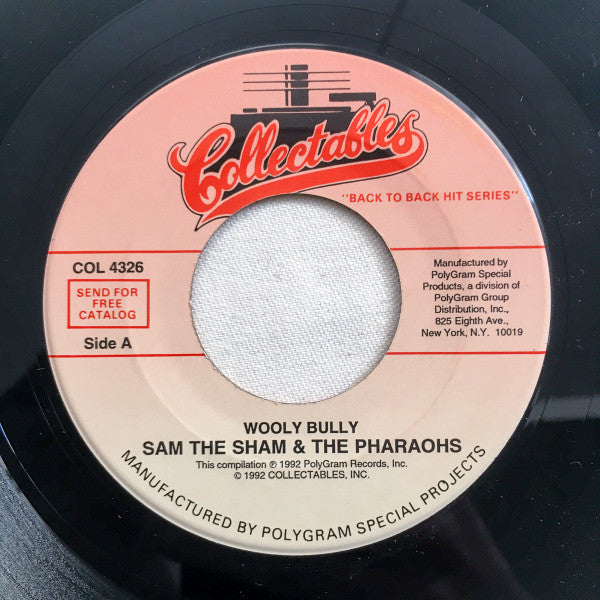 Collectables
"BACK TO BACK HIT SERIES"
COL 4326
SEND FOR
FREE
CATALOG
Side A
Manufactured by
PolyGram Special
Products, a division of
PolyGram Group
Distribution, Inc.,
825 Eighth Ave.,
New York, N.Y. 10019
WOOLY BULLY
SAM THE SHAM & THE PHARAOHS
This compilation ℗ 1992 PolyGram Records, Inc.
© 1992 COLLECTABLES, INC.
MANUFACTURED BY POLYGRAM SPECIAL PROJECTS